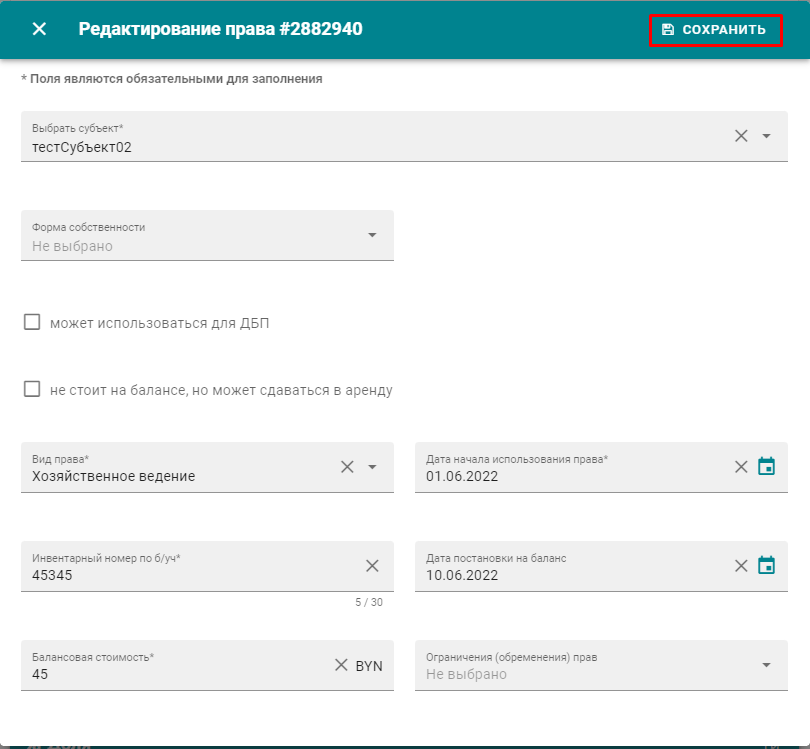 Редактирование права #2882940
СОХРАНИТЬ
* Поля являются обязательными для заполнения
Выбрать субъект*
тестСубъект02
Форма собственности
Не выбрано
может использоваться для ДБП
не стоит на балансе, но может сдаваться в аренду
Вид права*
Хозяйственное ведение
Дата начала использования права*
01.06.2022
Инвентарный номер по б/уч*
45345
5 / 30
Дата постановки на баланс
10.06.2022
Балансовая стоимость*
45
BYN
Ограничения (обременения) прав
Не выбрано